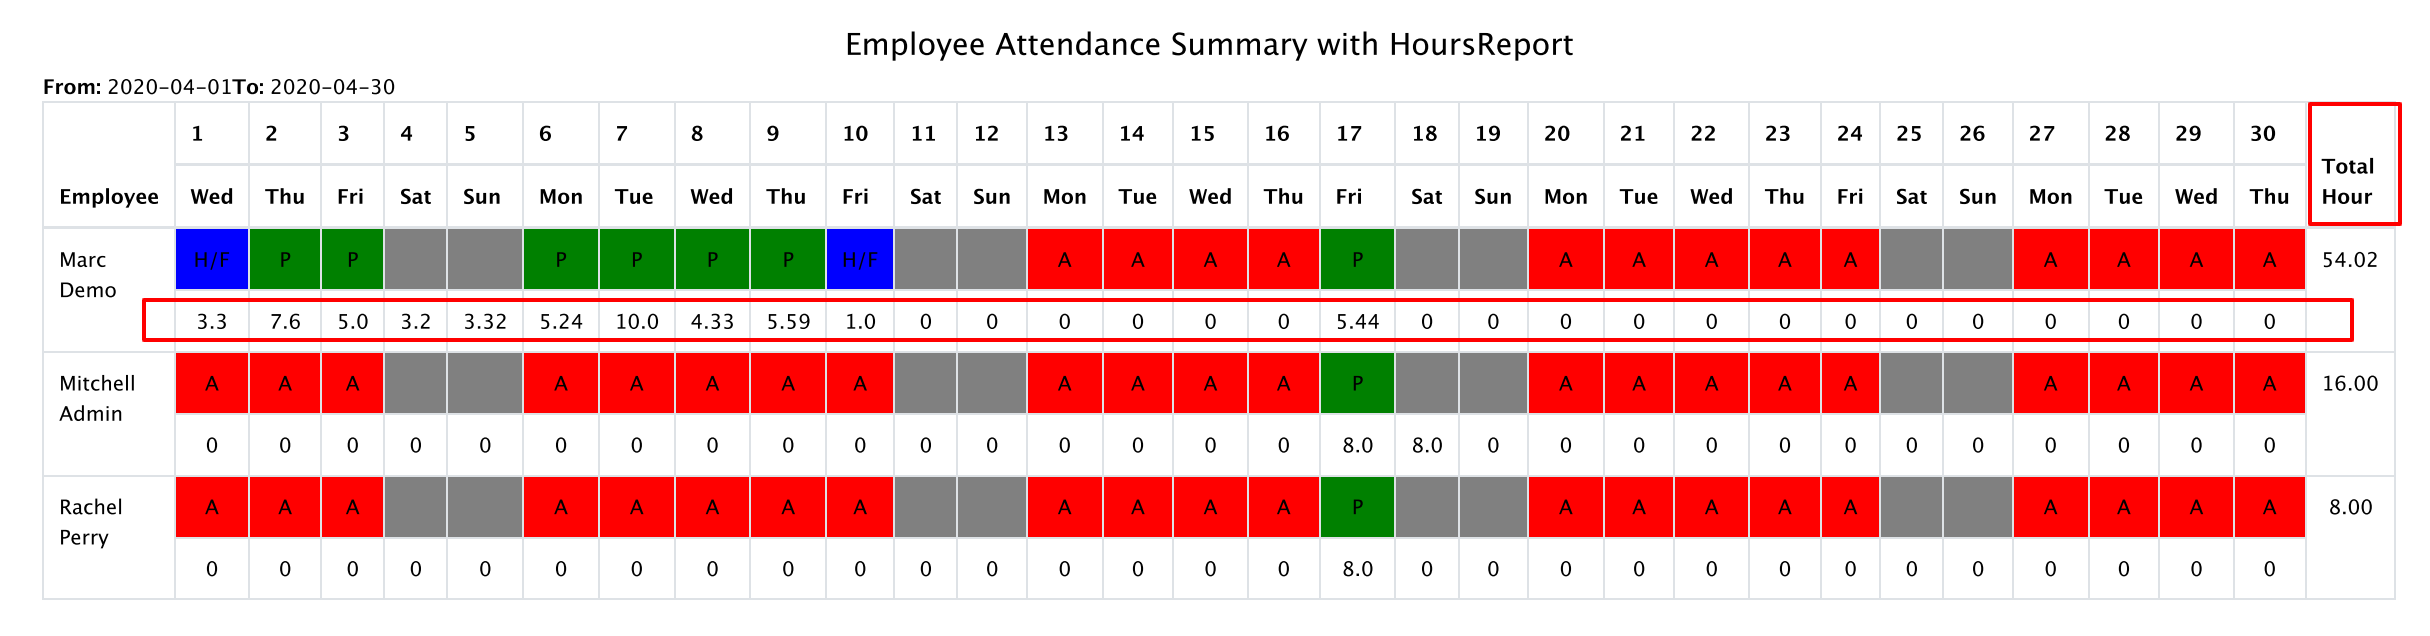 Employee Attendance Summary with HoursReport
From: 2020-04-01To: 2020-04-30
1 2 3 4 5 6 7 8 9 10 11 12 13 14 15 16 17 18 19 20 21 22 23 24 25 26 27 28 29 30
Employee Wed Thu Fri Sat Sun Mon Tue Wed Thu Fri Sat Sun Mon Tue Wed Thu Fri Sat Sun Mon Tue Wed Thu Fri Sat Sun Mon Tue Wed Thu Total Hour
Marc Demo H/F P P P P P P H/F A A A A P A A A A A A A A A 54.02
3.3 7.6 5.0 3.2 3.32 5.24 10.0 4.33 5.59 1.0 0 0 0 0 0 0 5.44 0 0 0 0 0 0 0 0 0 0 0 0 0
Mitchell Admin A A A A A A A A A A A A P A A A A A A A A A 16.00
0 0 0 0 0 0 0 0 0 0 0 0 0 0 0 0 8.0 8.0 0 0 0 0 0 0 0 0 0 0 0 0
Rachel Perry A A A A A A A A A A A A P A A A A A A A A A 8.00
0 0 0 0 0 0 0 0 0 0 0 0 0 0 0 0 8.0 0 0 0 0 0 0 0 0 0 0 0 0 0